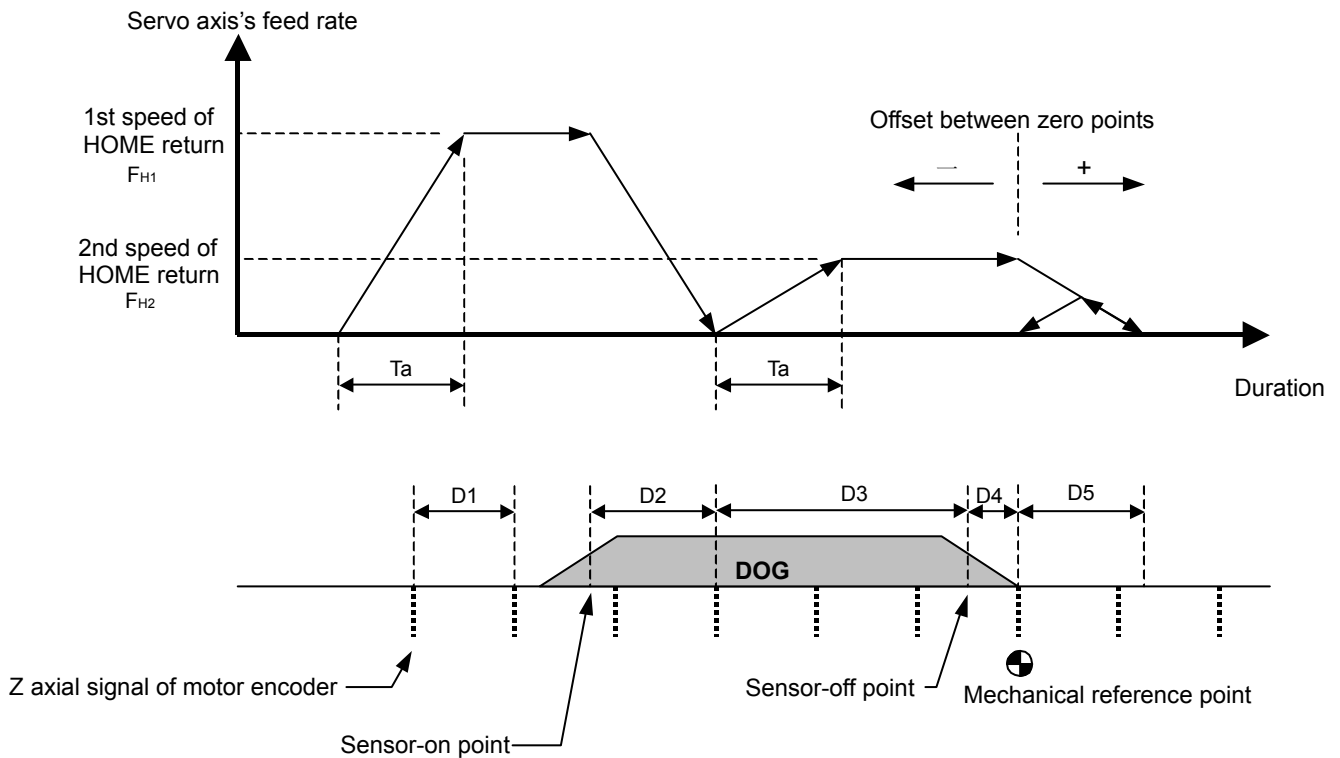 Servo axis's feed rate
1st speed of
HOME return
FH1
Offset between zero points
— +
2nd speed of
HOME return
FH2
Ta
Ta
Duration
D1
D2
D3
D4
D5
DOG
Z axial signal of motor encoder
Sensor-off point
Mechanical reference point
Sensor-on point